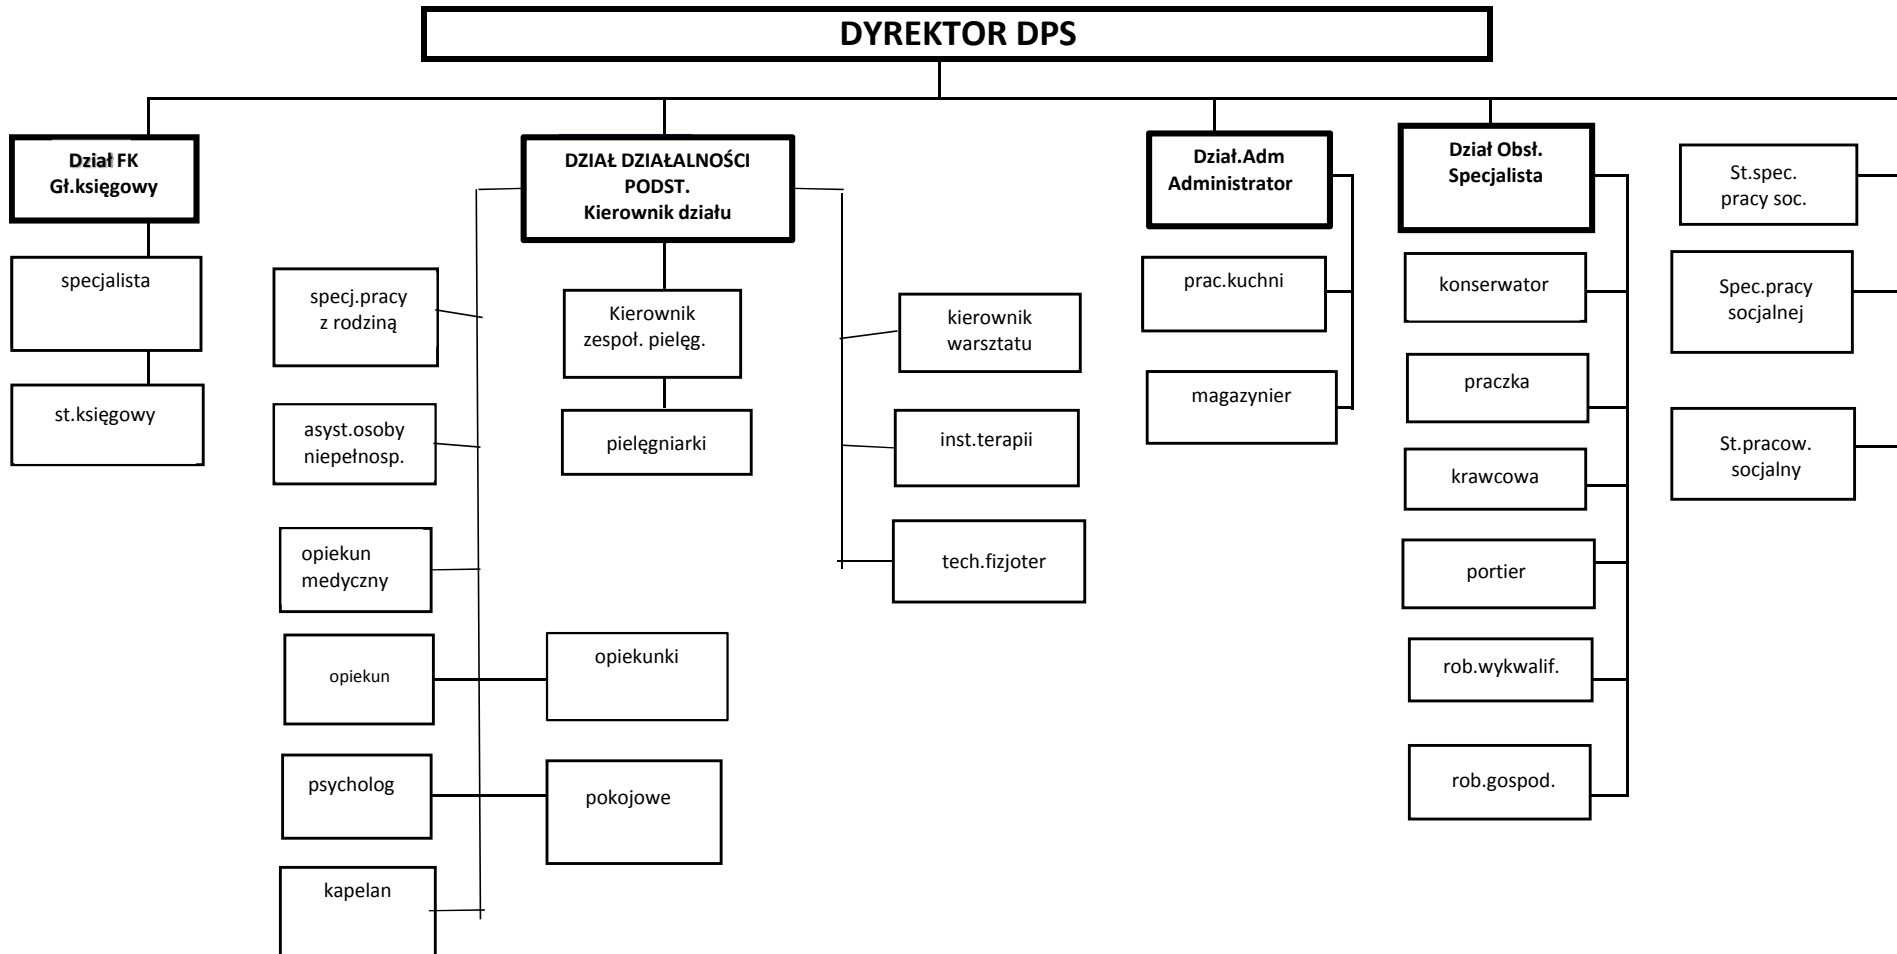 DYREKTOR DPS
Dział FK
Gł.księgowy
DZIAŁ DZIAŁALNOŚCI
PODST.
Kierownik działu
Dział.Adm
Administrator
Dział Obsł.
Specjalista
St.spec.
pracy soc.
specjalista
st.księgowy
specj.pracy
z rodziną
asyst.osoby
niepełnosp.
opiekun
medyczny
opiekun
psycholog
kapelan
Kierownik
zespoł. pielęg.
pielęgniarki
opiekunki
pokojowe
kierownik
warsztatu
inst.terapii
tech.fizjoter
prac.kuchni
magazynier
konserwator
praczka
krawcowa
portier
rob.wykwalif.
rob.gospod.
Spec.pracy
socjalnej
St.pracow.
socjalny